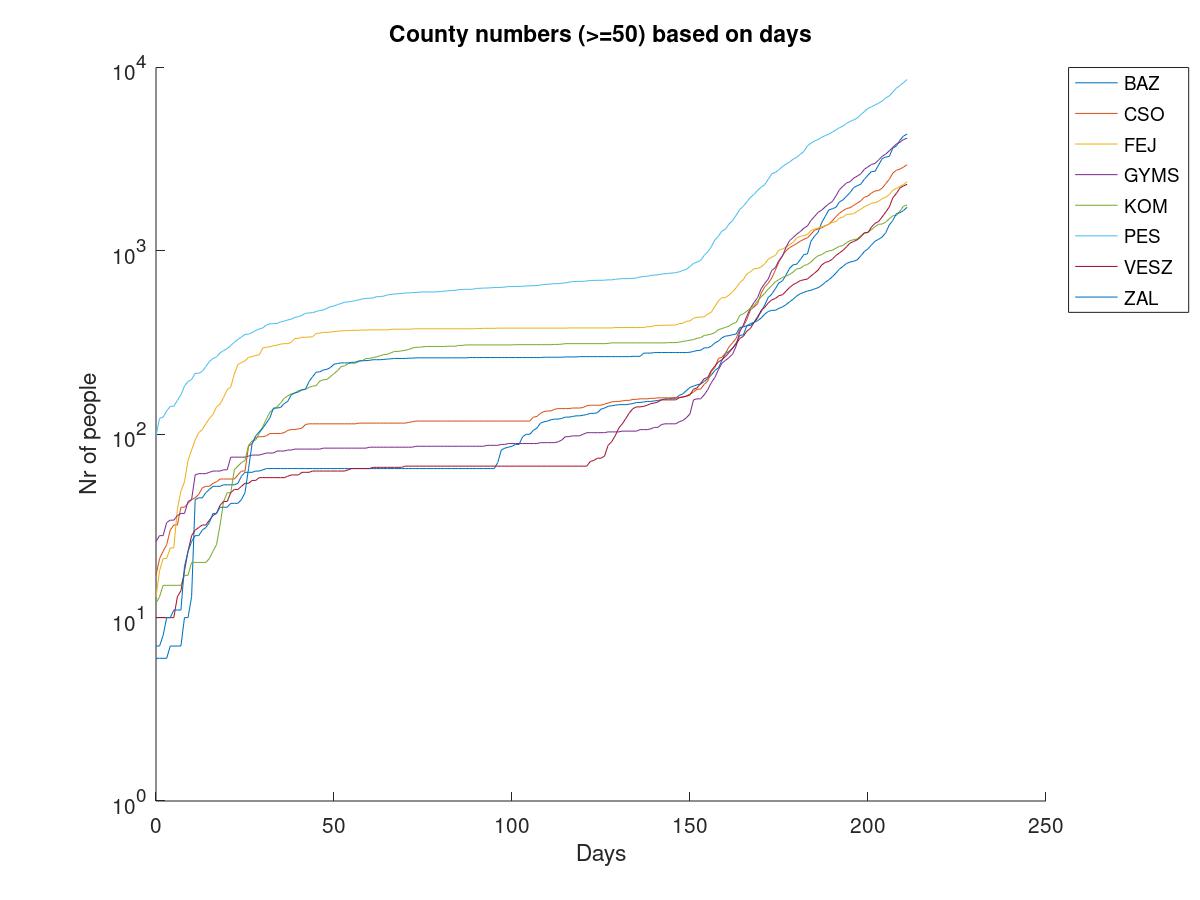 County numbers (>=50) based on days
10^4
10^3
10^2
10^1
10^0
Nr of people
0 50 100 150 200 250
Days
BAZ
CSO
FEJ
GYMS
KOM
PES
VESZ
ZAL